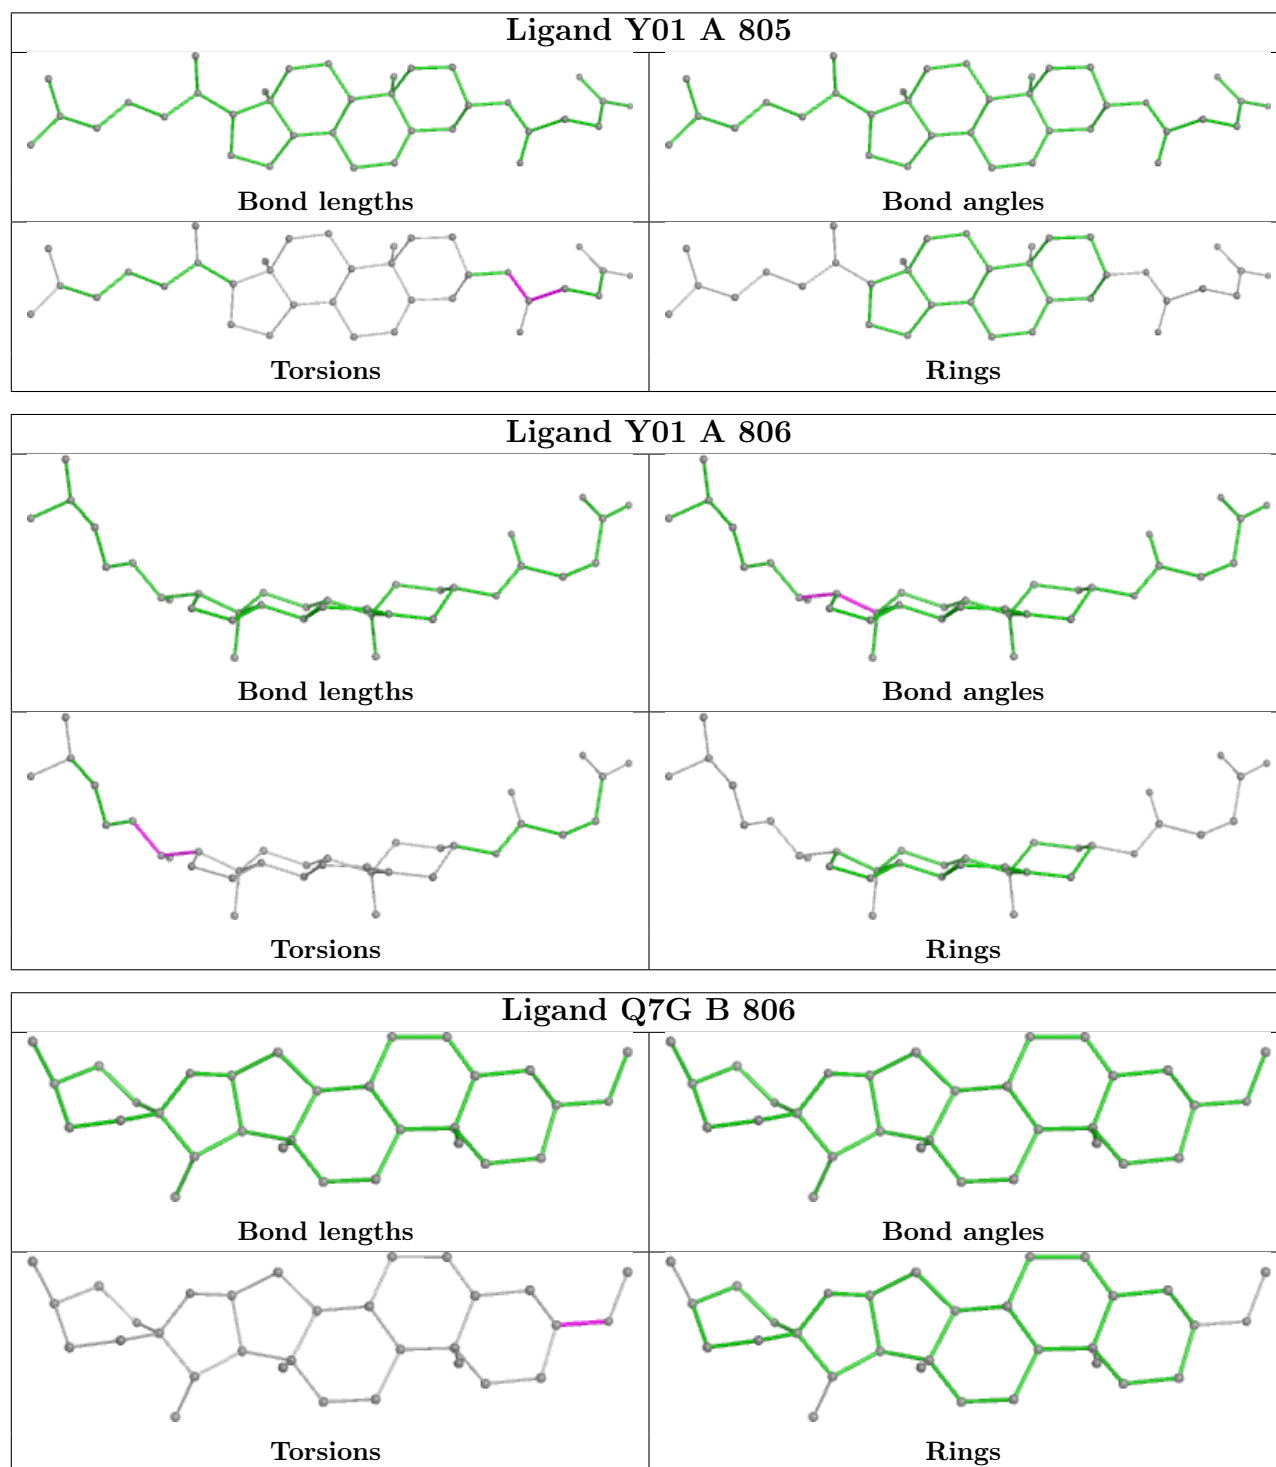 Ligand Y01 A 805
Bond lengths
Bond angles
Torsions
Rings
Ligand Y01 A 806
Bond lengths
Bond angles
Torsions
Rings
Ligand Q7G B 806
Bond lengths
Bond angles
Torsions
Rings